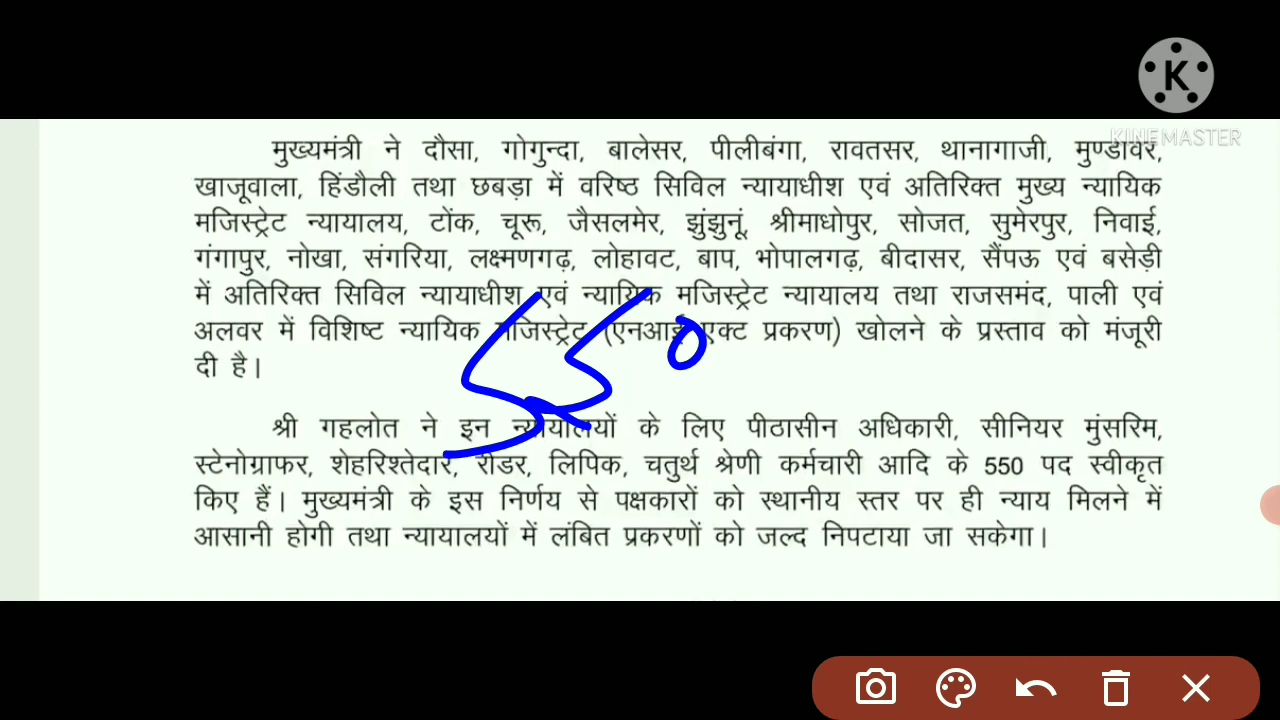 K
KINEMASTER
मुख्यमंत्री ने दौसा, गोगुन्दा, बालेसर, पीलीबंगा, रावतसर, थानागाजी, मुण्डावर,
खाजूवाला, हिंडौली तथा छबड़ा में वरिष्ठ सिविल न्यायाधीश एवं अतिरिक्त मुख्य न्यायिक
मजिस्ट्रेट न्यायालय, टोंक, चूरू, जैसलमेर, झुंझुनूं, श्रीमाधोपुर, सोजत, सुमेरपुर, निवाई,
गंगापुर, नोखा, संगरिया, लक्ष्मणगढ़, लोहावट, बाप, भोपालगढ़, बीदासर, सैंपऊ एवं बसेड़ी
में अतिरिक्त सिविल न्यायाधीश एवं न्यायिक मजिस्ट्रेट न्यायालय तथा राजसमंद, पाली एवं
अलवर में विशिष्ट न्यायिक मजिस्ट्रेट (एनआई एक्ट प्रकरण) खोलने के प्रस्ताव को मंजूरी
दी है।
550
श्री गहलोत ने इन न्यायालयों के लिए पीठासीन अधिकारी, सीनियर मुंसरिम,
स्टेनोग्राफर, शेहरिश्तेदार, रीडर, लिपिक, चतुर्थ श्रेणी कर्मचारी आदि के 550 पद स्वीकृत
किए हैं। मुख्यमंत्री के इस निर्णय से पक्षकारों को स्थानीय स्तर पर ही न्याय मिलने में
आसानी होगी तथा न्यायालयों में लंबित प्रकरणों को जल्द निपटाया जा सकेगा।